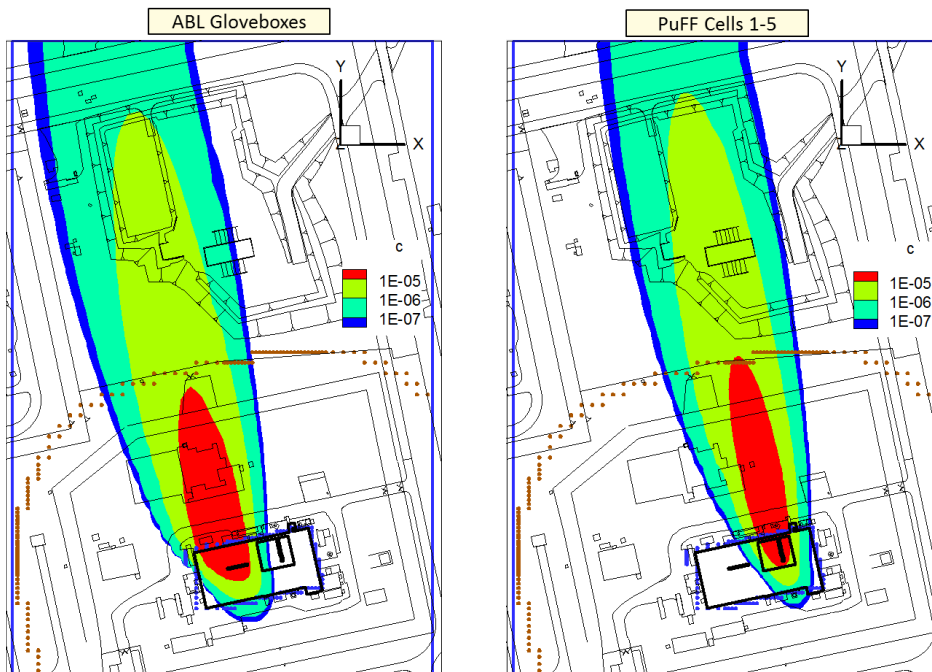 ABL Gloveboxes
PuFF Cells 1-5
Y
Z
X
c
1E-05
1E-06
1E-07
Y
Z
X
c
1E-05
1E-06
1E-07